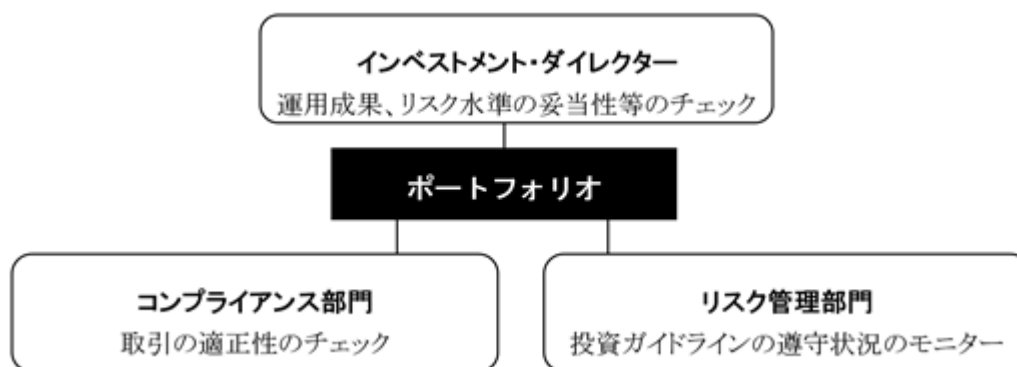 インベストメント・ダイレクター
運用成果、リスク水準の妥当性等のチェック
ポートフォリオ
コンプライアンス部門
取引の適正性のチェック
リスク管理部門
投資ガイドラインの遵守状況のモニター